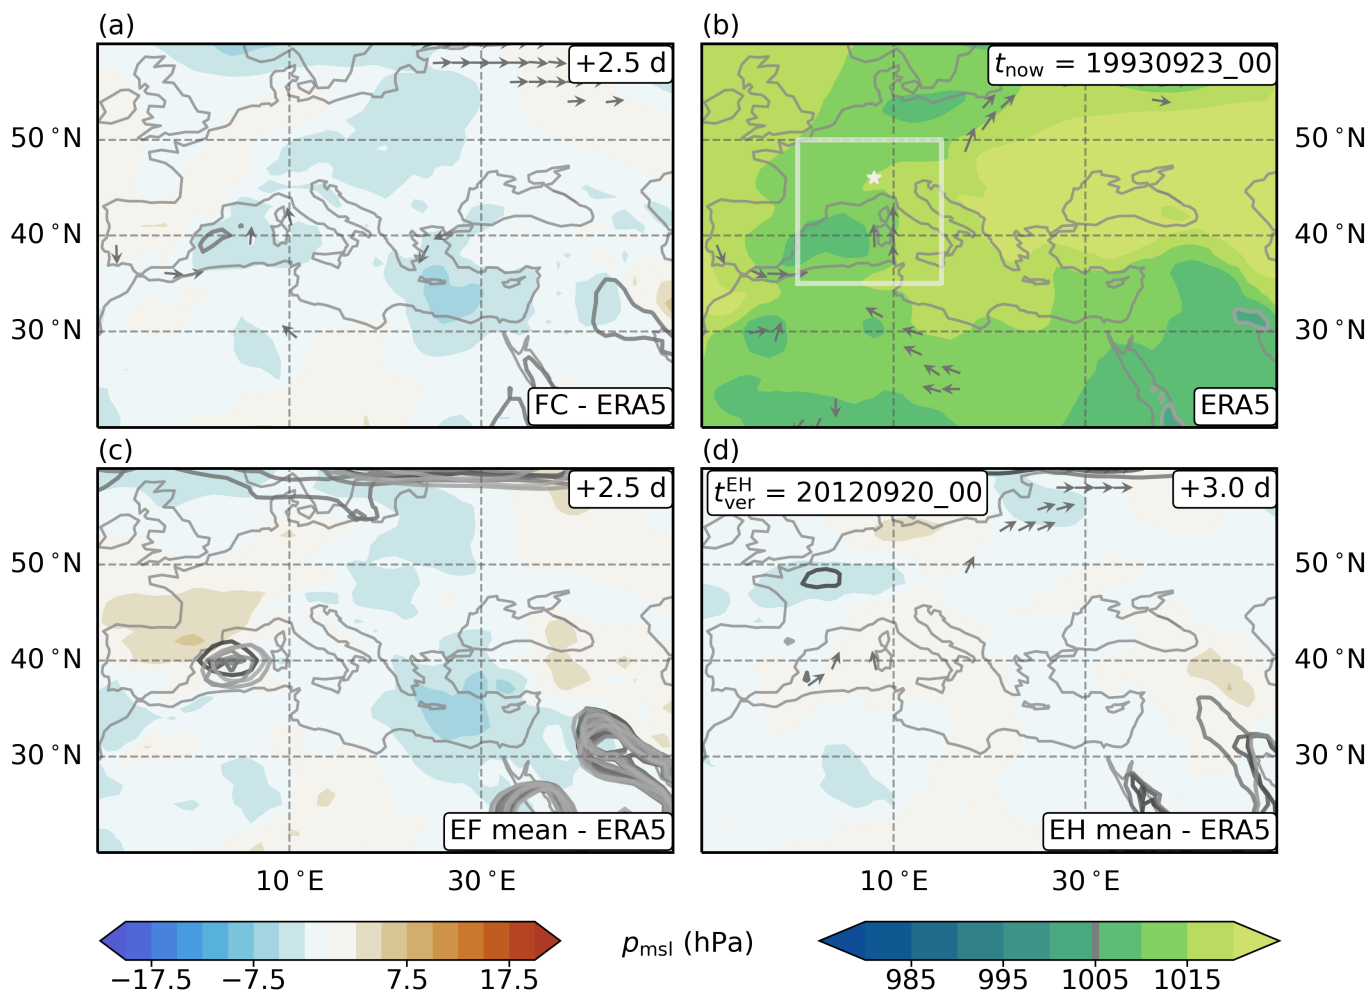 (a)
(b)
+2.5 d
t_now = 19930923_00
50 °N
50 °N
40 °N
40 °N
30 °N
30 °N
FC - ERA5
ERA5
(c)
(d)
+2.5 d
t_ver^EH = 20120920_00
+3.0 d
50 °N
50 °N
40 °N
40 °N
30 °N
30 °N
EF mean - ERA5
EH mean - ERA5
10 °E
30 °E
10 °E
30 °E
p_msl (hPa)
−17.5
−7.5
7.5
17.5
985
995
1005
1015